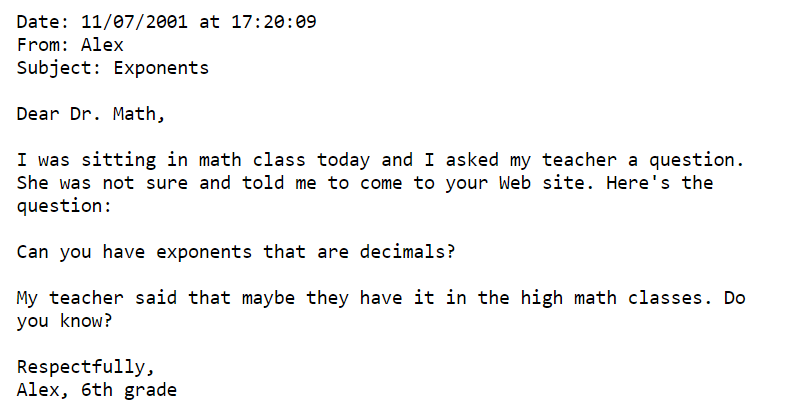 Date: 11/07/2001 at 17:20:09
From: Alex
Subject: Exponents
Dear Dr. Math,
I was sitting in math class today and I asked my teacher a question.
She was not sure and told me to come to your Web site. Here's the
question:
Can you have exponents that are decimals?
My teacher said that maybe they have it in the high math classes. Do
you know?
Respectfully,
Alex, 6th grade